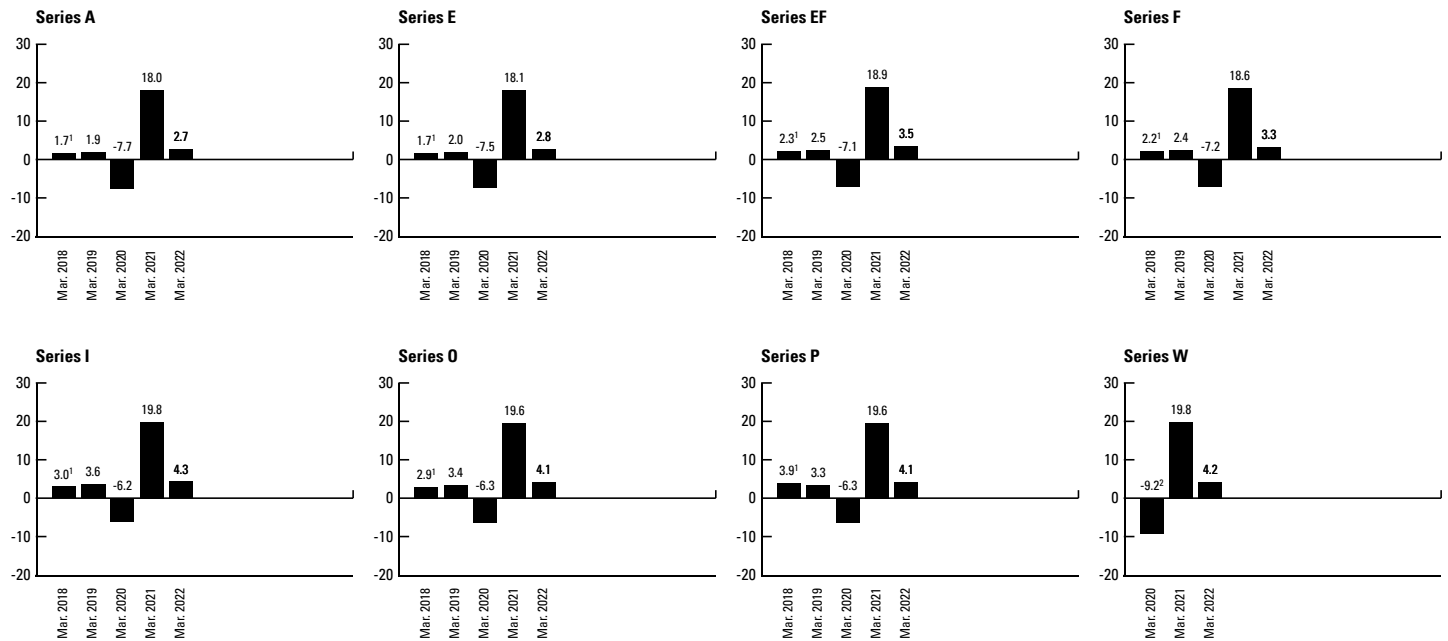 Series A
30
20
10
0
-10
-20
1.7¹
1.9
-7.7
18.0
2.7
Mar. 2018
Mar. 2019
Mar. 2020
Mar. 2021
Mar. 2022
Series E
30
20
10
0
-10
-20
1.7¹
2.0
-7.5
18.1
2.8
Mar. 2018
Mar. 2019
Mar. 2020
Mar. 2021
Mar. 2022
Series EF
30
20
10
0
-10
-20
2.3¹
2.5
-7.1
18.9
3.5
Mar. 2018
Mar. 2019
Mar. 2020
Mar. 2021
Mar. 2022
Series F
30
20
10
0
-10
-20
2.2¹
2.4
-7.2
18.6
3.3
Mar. 2018
Mar. 2019
Mar. 2020
Mar. 2021
Mar. 2022
Series I
30
20
10
0
-10
-20
3.0¹
3.6
-6.2
19.8
4.3
Mar. 2018
Mar. 2019
Mar. 2020
Mar. 2021
Mar. 2022
Series O
30
20
10
0
-10
-20
2.9¹
3.4
-6.3
19.6
4.1
Mar. 2018
Mar. 2019
Mar. 2020
Mar. 2021
Mar. 2022
Series P
30
20
10
0
-10
-20
3.9¹
3.3
-6.3
19.6
4.1
Mar. 2018
Mar. 2019
Mar. 2020
Mar. 2021
Mar. 2022
Series W
30
20
10
0
-10
-20
-9.2²
19.8
4.2
Mar. 2020
Mar. 2021
Mar. 2022